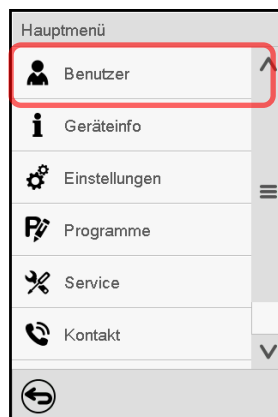 Hauptmenü
Benutzer
Geräteinfo
Einstellungen
Programme
Service
Kontakt